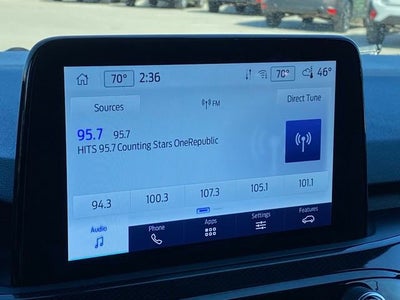 70° 2:36 70° 46°
Sources FM Direct Tune
95.7 95.7
HITS 95.7 Counting Stars OneRepublic
94.3 100.3 107.3 105.1 101.1
Audio Phone Apps Settings Features